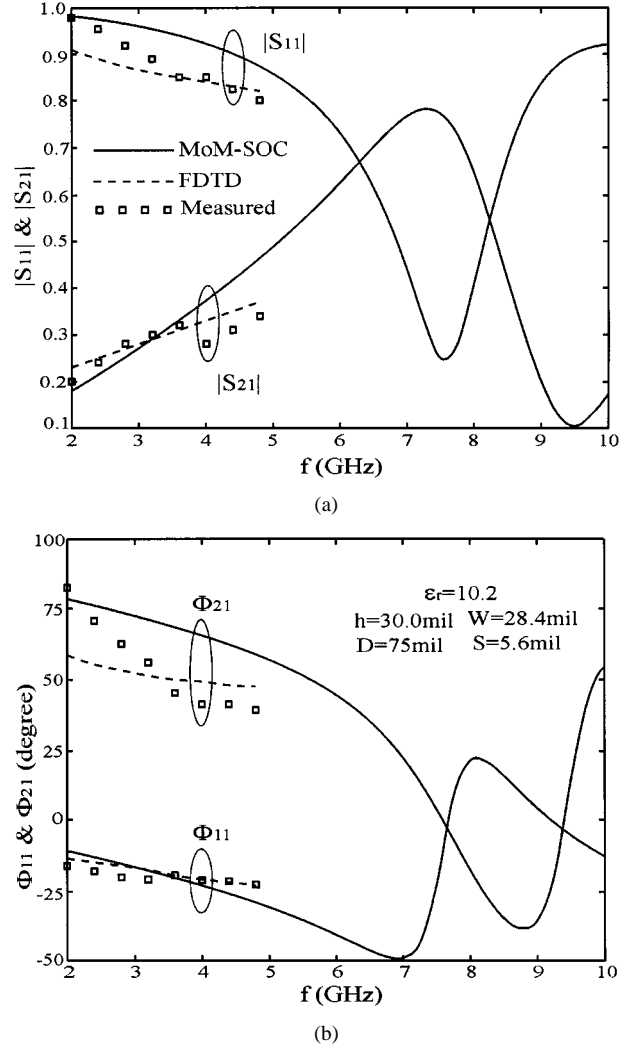 1.0
0.9
0.8
0.7
0.6
0.5
0.4
0.3
0.2
0.1
|S11| & |S21|
|S11|
MoM-SOC
FDTD
Measured
|S21|
2 3 4 5 6 7 8 9 10
f (GHz)
(a)
100
75
50
25
0
-25
-50
Φ11 & Φ21 (degree)
Φ21
εr=10.2
h=30.0mil W=28.4mil
D=75mil S=5.6mil
Φ11
2 3 4 5 6 7 8 9 10
f (GHz)
(b)